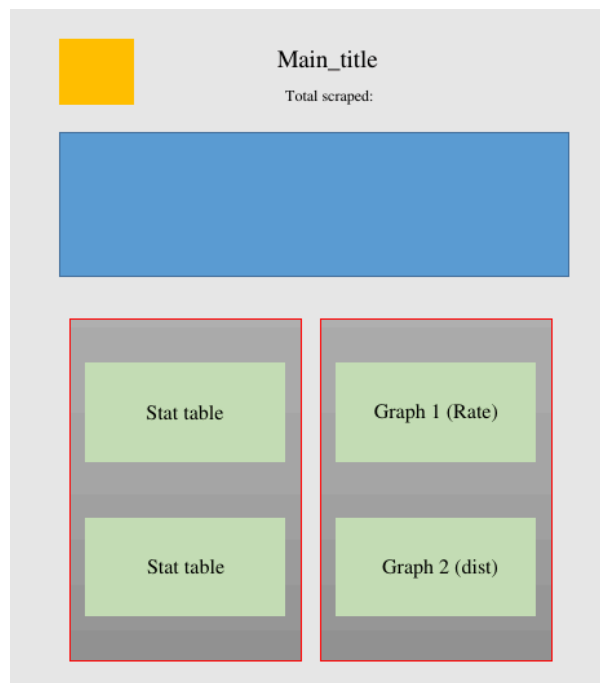 Main_title
Total scraped:
Stat table
Graph 1 (Rate)
Stat table
Graph 2 (dist)